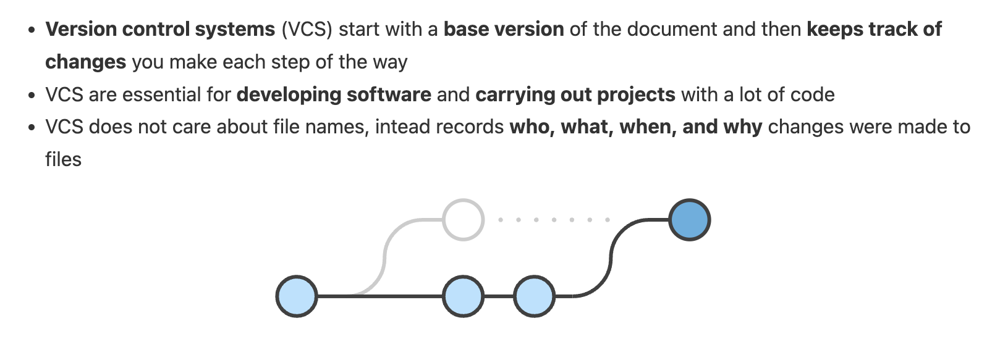 • Version control systems (VCS) start with a base version of the document and then keeps track of
changes you make each step of the way
• VCS are essential for developing software and carrying out projects with a lot of code
• VCS does not care about file names, intead records who, what, when, and why changes were made to
files